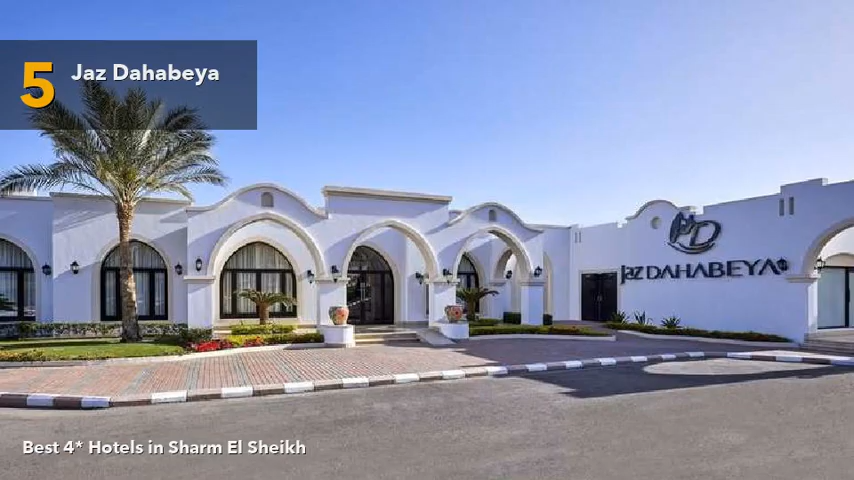 5
Jaz Dahabeya
JD
Jaz DAHABEYA
Best 4* Hotels in Sharm El Sheikh